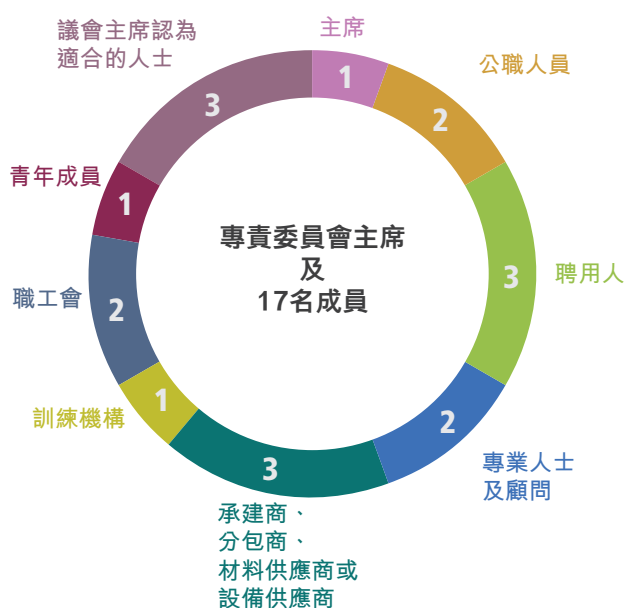 主席
1
公職人員
2
聘用人
3
專業人士
及顧問
2
承建商、
分包商、
材料供應商或
設備供應商
3
訓練機構
1
職工會
2
青年成員
1
議會主席認為
適合的人士
3
專責委員會主席
及
17名成員